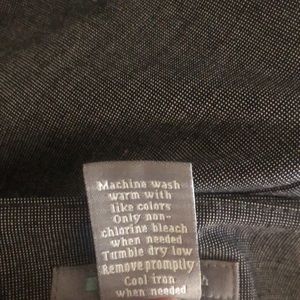 Machine wash
warm with
like colors
Only non-
chlorine bleach
when needed
Tumble dry low
Remove promptly
Cool iron
when needed